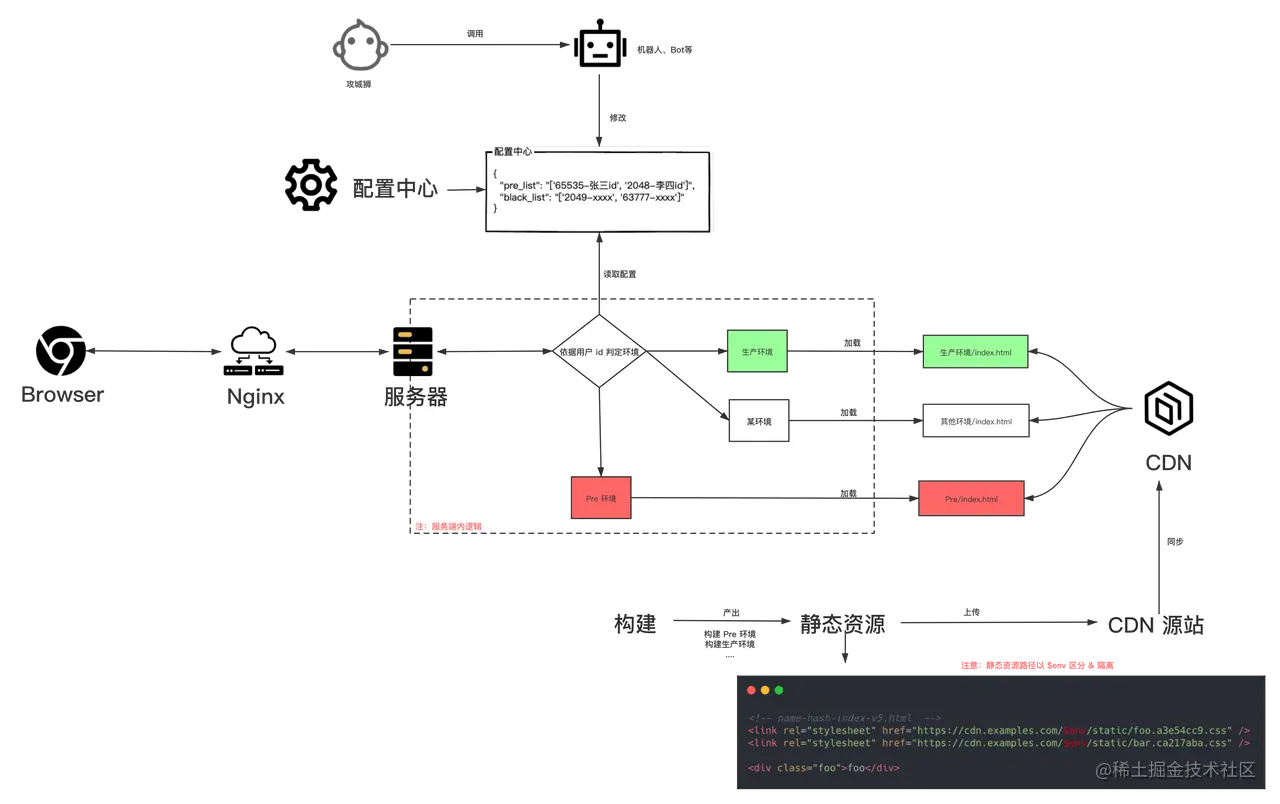 调用
机器人、Bot等
攻城狮
修改
配置中心
配置中心
{
"pre_list": "['65535-张三id', '2048-李四id']",
"black_list": "['2049-xxxx', '63777-xxxx']"
}
读取配置
Browser
Nginx
服务器
依据用户 id 判定环境
生产环境
加载
生产环境/index.html
某环境
加载
其他环境/index.html
CDN
Pre 环境
加载
Pre/index.html
注：服务端内逻辑
同步
构建
产出
构建 Pre 环境
构建生产环境
....
静态资源
上传
CDN 源站
注意：静态资源路径以 $env 区分 & 隔离
<!-- name-hash-index-v5.html -->
<link rel="stylesheet" href="https://cdn.examples.com/$env/static/foo.a3e54cc9.css" />
<link rel="stylesheet" href="https://cdn.examples.com/$env/static/bar.ca217aba.css" />
<div class="foo">foo</div>
@稀土掘金技术社区